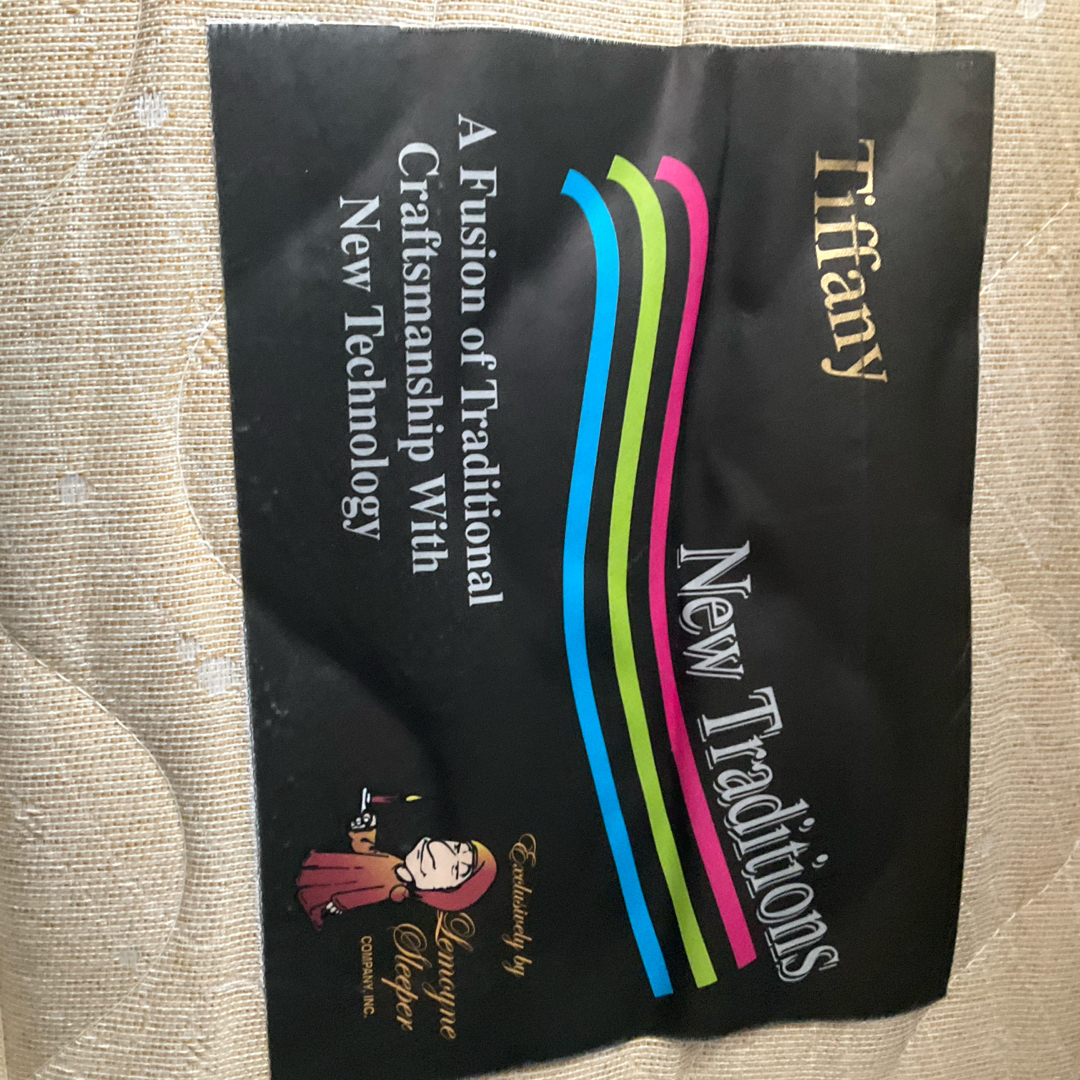 Tiffany
New Traditions
A Fusion of Traditional
Craftsmanship With
New Technology
Exclusively by
Lemoyne
Sleeper
COMPANY, INC.